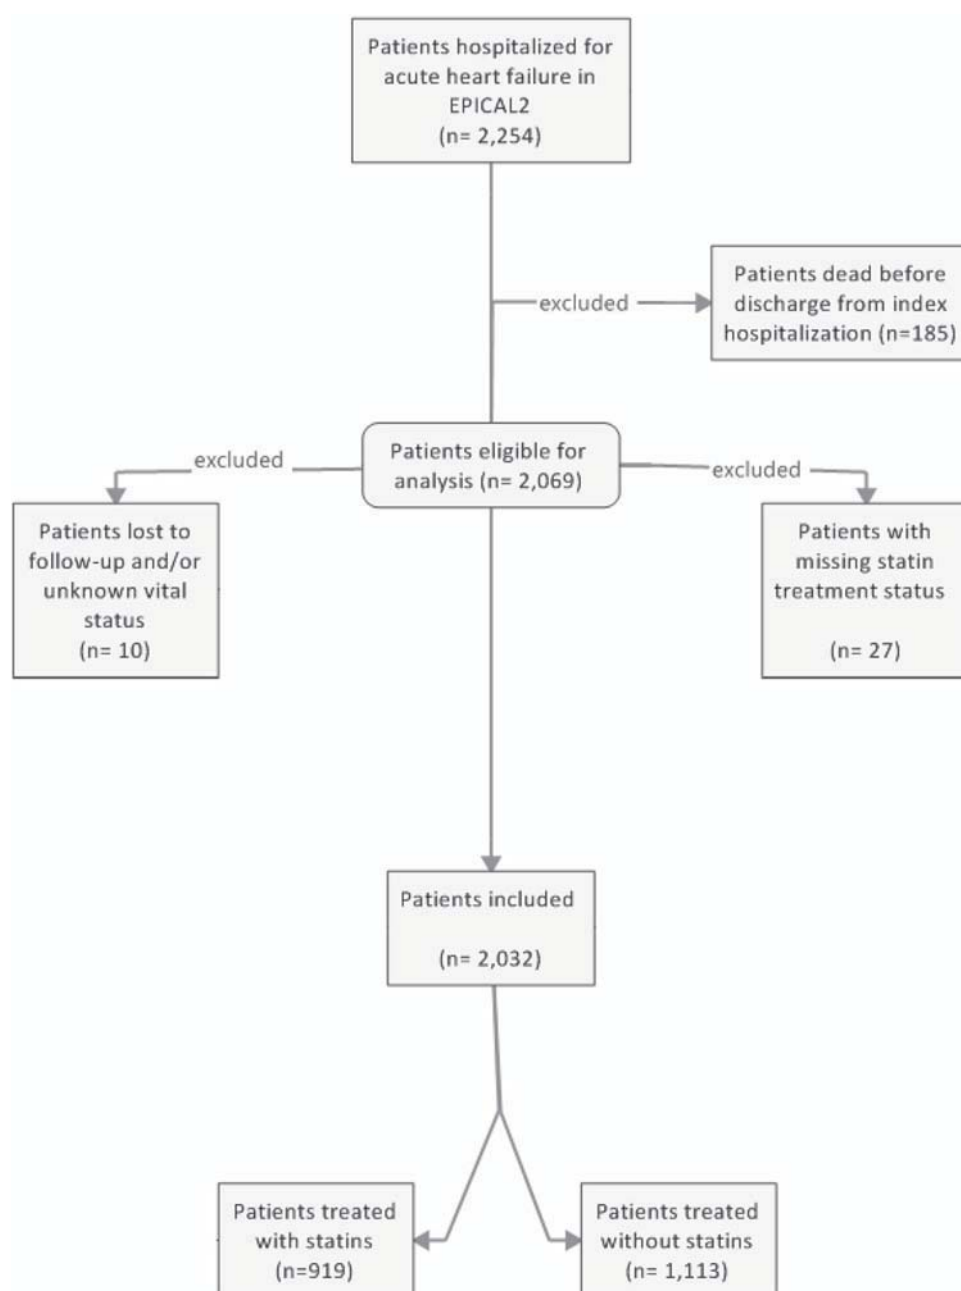 Patients hospitalized for
acute heart failure in
EPICAL2
(n= 2,254)
excluded
Patients dead before
discharge from index
hospitalization (n=185)
Patients eligible for
analysis (n= 2,069)
excluded
excluded
Patients lost to
follow-up and/or
unknown vital
status
(n= 10)
Patients with
missing statin
treatment status
(n= 27)
Patients included
(n= 2,032)
Patients treated
with statins
(n=919)
Patients treated
without statins
(n= 1,113)